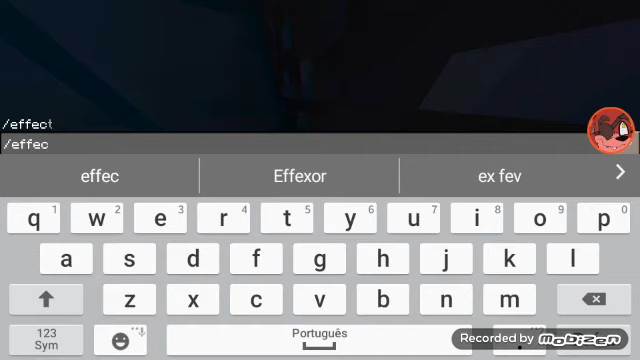 /effect
/effec
effec Effexor ex fev
q 1 w 2 e 3 r 4 t 5 y 6 u 7 i 8 o 9 p 0
a s d f g h j k l
z x c v b n m
123 Português
Sym
Recorded by mobizen